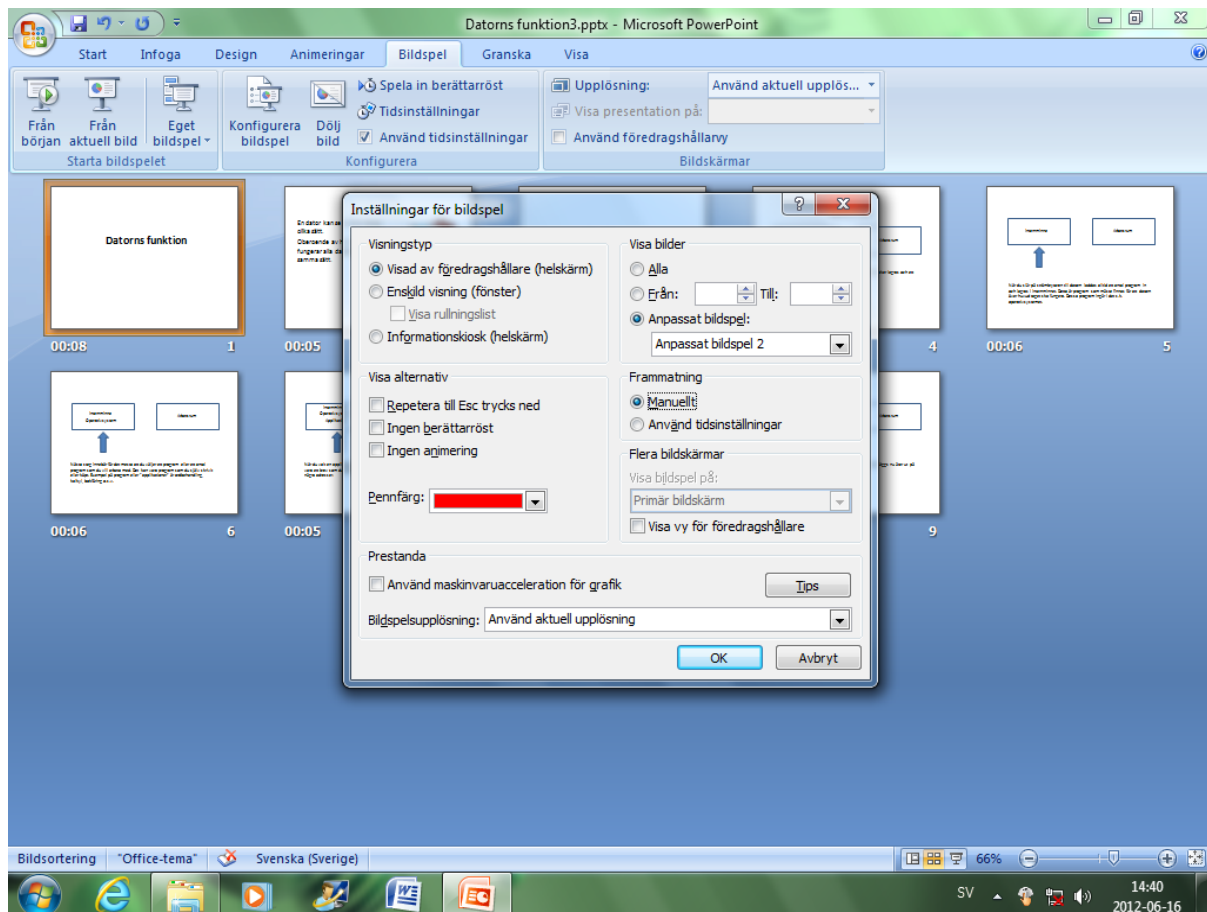 Datorns funktion3.pptx - Microsoft PowerPoint
Start Infoga Design Animeringar Bildspel Granska Visa
Från början
Från aktuell bild
Eget bildspel
Starta bildspelet
Konfigurera bildspel
Dölj bild
Spela in berättarröst
Tidsinställningar
Använd tidsinställningar
Konfigurera
Upplösning: Använd aktuell upplös...
Visa presentation på:
Använd föredragshållarvy
Bildskärmar
Datorns funktion
00:08 1
00:05
4
00:06 5
00:06 6
00:05
9
Inställningar för bildspel
Visningstyp
Visad av föredragshållare (helskärm)
Enskild visning (fönster)
Visa rullningslist
Informationskiosk (helskärm)
Visa bilder
Alla
Från: Till:
Anpassat bildspel:
Anpassat bildspel 2
Visa alternativ
Repetera till Esc trycks ned
Ingen berättarröst
Ingen animering
Pennfärg:
Frammatning
Manuellt
Använd tidsinställningar
Flera bildskärmar
Visa bildspel på:
Primär bildskärm
Visa vy för föredragshållare
Prestanda
Använd maskinvaruacceleration för grafik
Tips
Bildspelsupplösning: Använd aktuell upplösning
OK Avbryt
Bildsortering "Office-tema" Svenska (Sverige) 66%
SV 14:40
2012-06-16